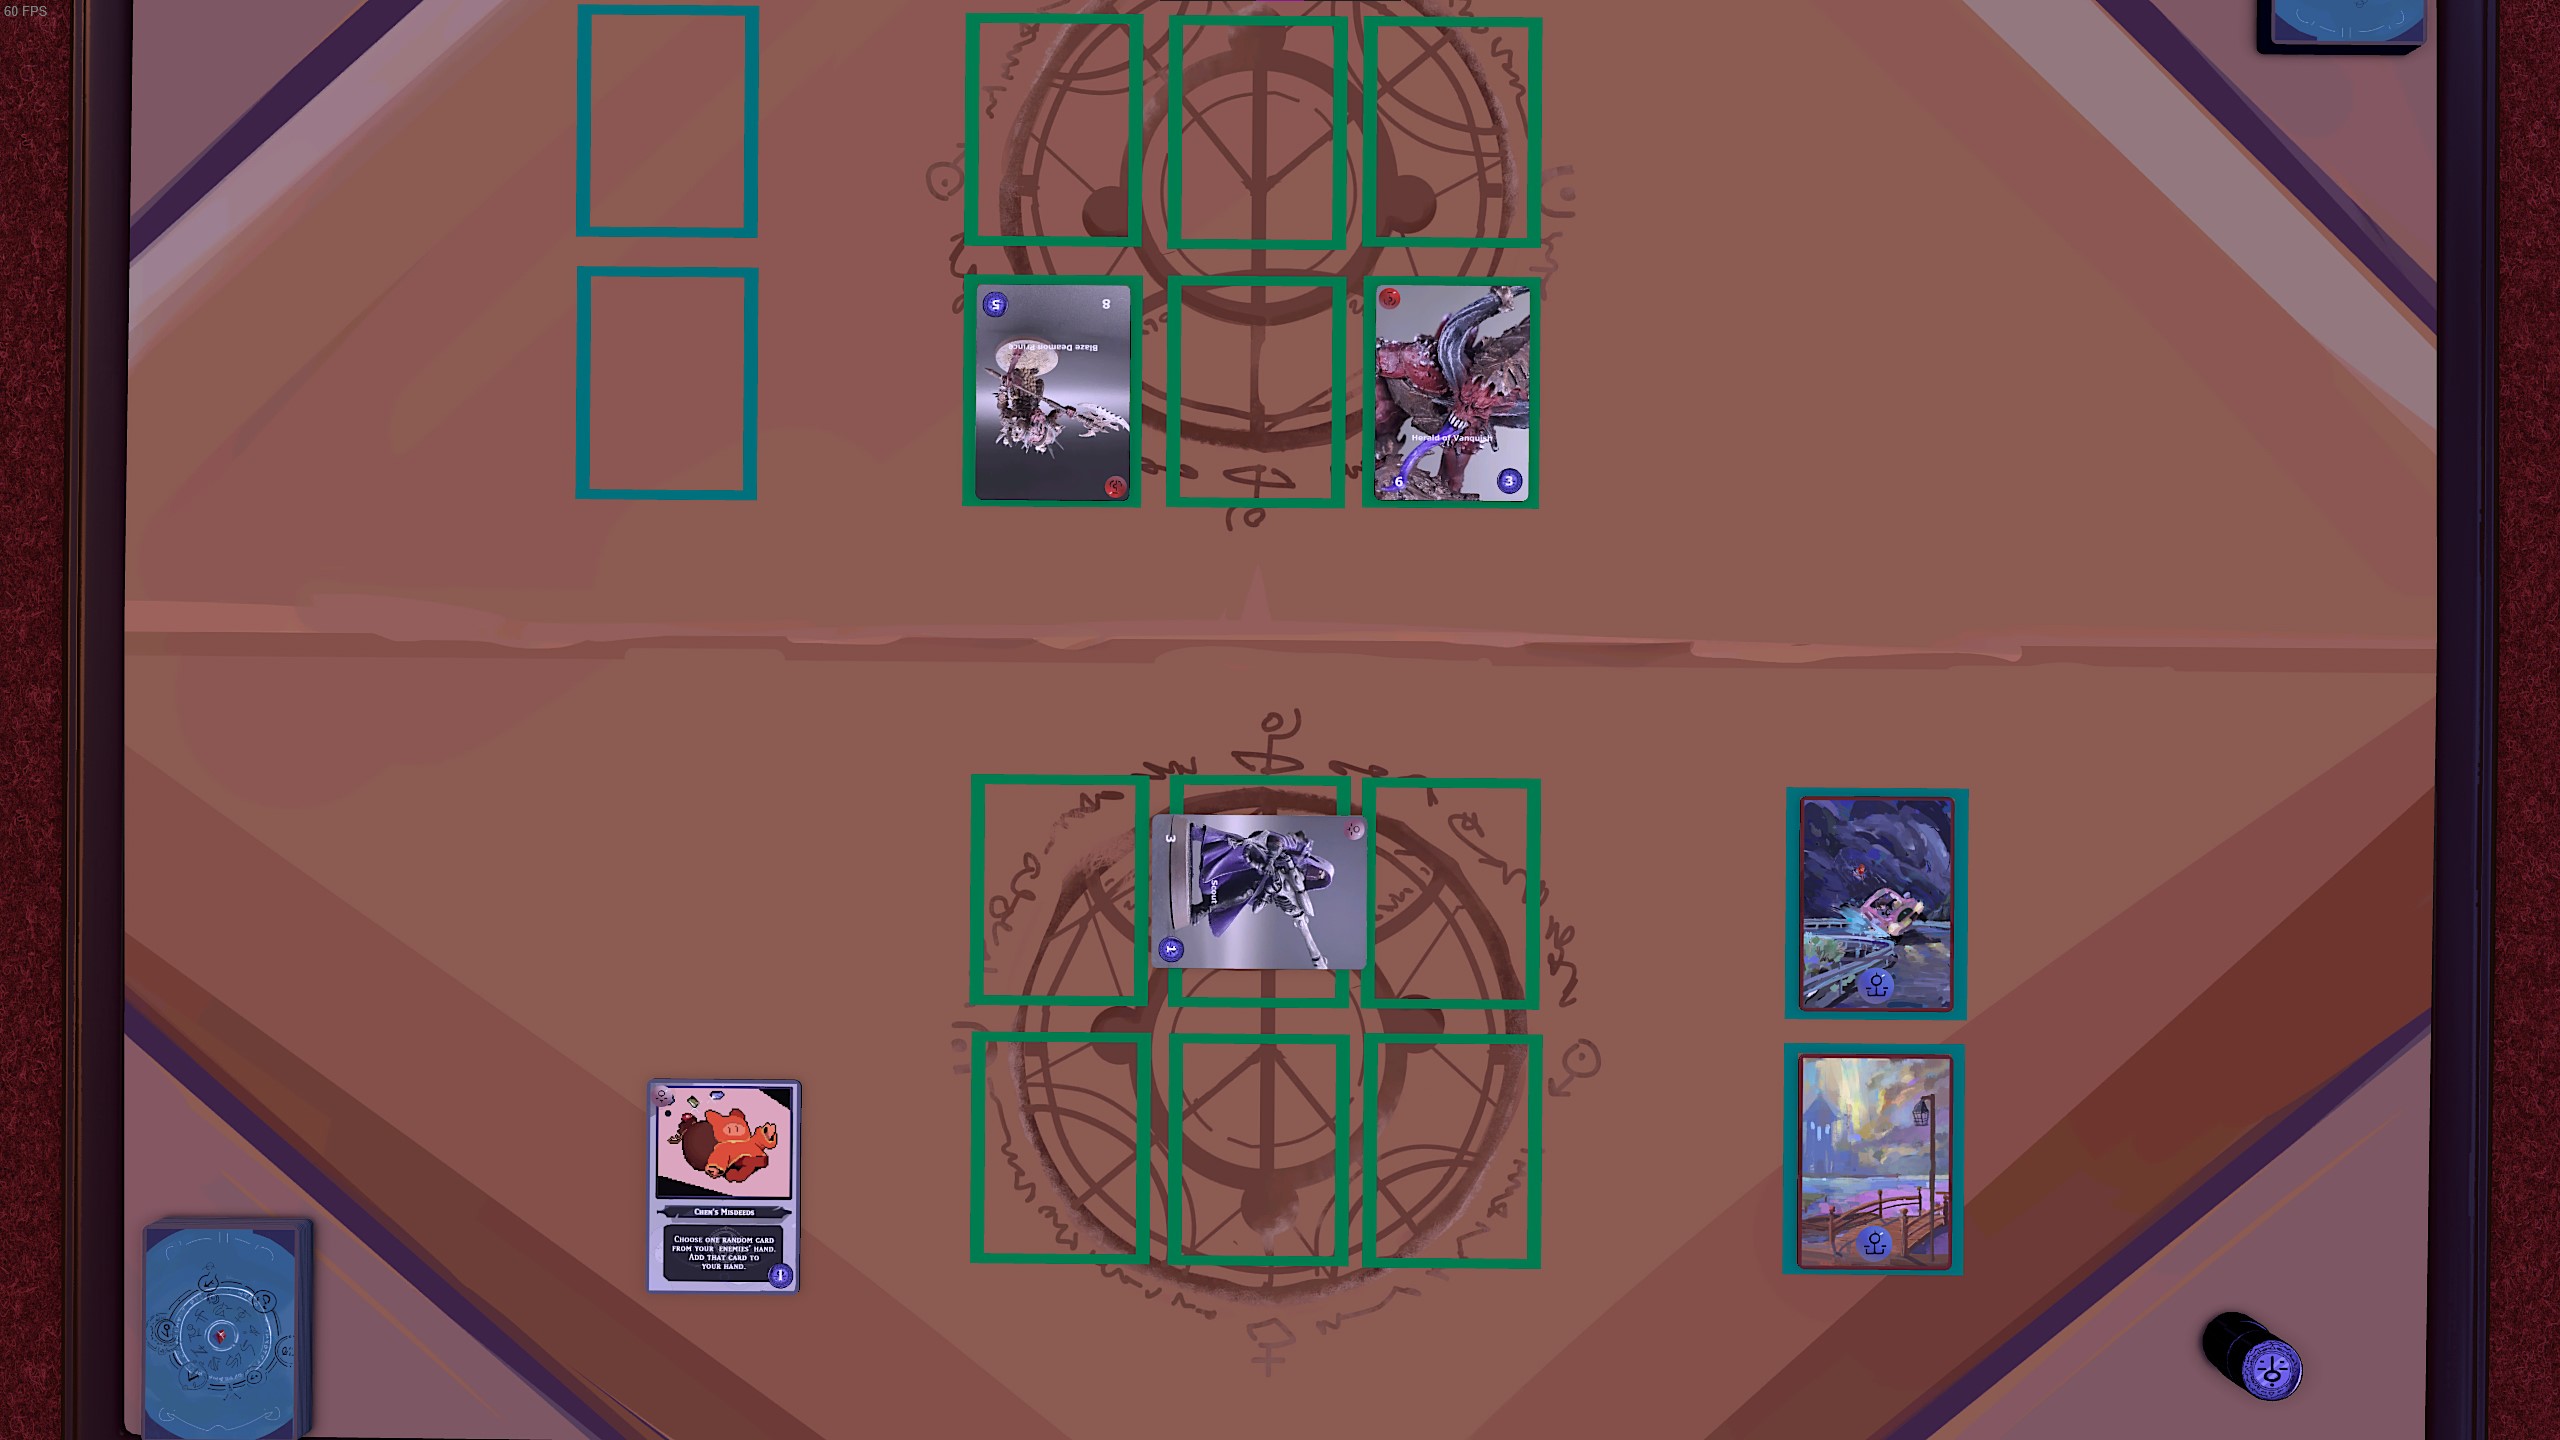 60 FPS
5
8
Blaze Deamon Prince
Herald of Vanquish
6
3
3
Scout
1
Chem's Misdeeds
Choose one random card
from your enemies' hand.
Add that card to
your hand.
1